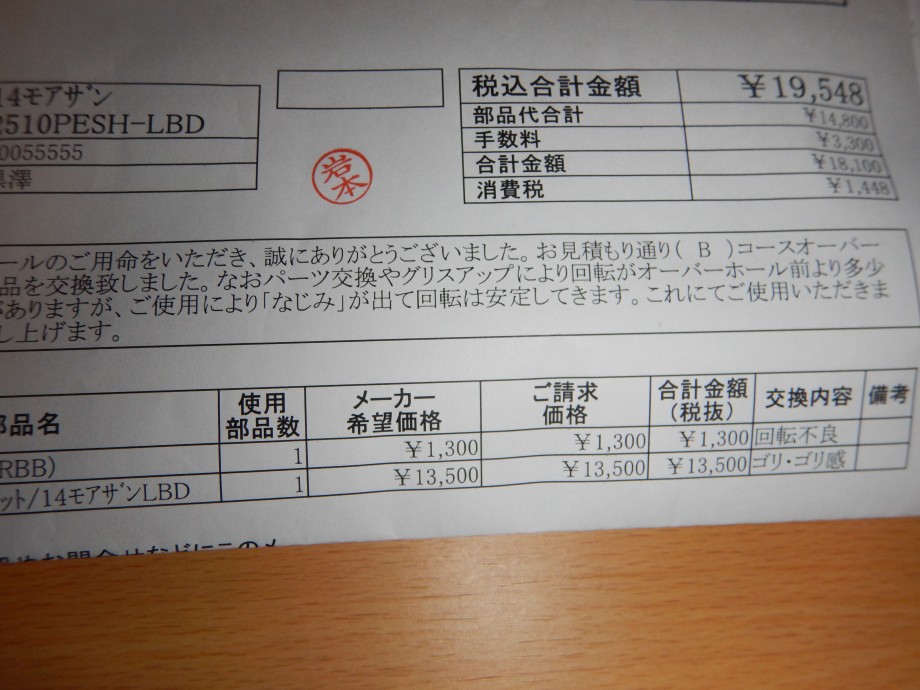 14モアザン
2510PESH-LBD
0055555
黒澤
岩本
税込合計金額 ￥19,548
部品代合計 ￥14,800
手数料 ￥3,300
合計金額 ￥18,100
消費税 ￥1,448
ールのご用命をいただき、誠にありがとうございました。お見積もり通り( B )コースオーバー
品を交換致しました。なおパーツ交換やグリスアップにより回転がオーバーホール前より多少
がありますが、ご使用により「なじみ」が出て回転は安定してきます。これにてご使用いただきま
し上げます。
部品名 使用部品数 メーカー希望価格 ご請求価格 合計金額(税抜) 交換内容 備考
RBB) 1 ￥1,300 ￥1,300 ￥1,300 回転不良
ット/14モアザンLBD 1 ￥13,500 ￥13,500 ￥13,500 ゴリ・ゴリ感